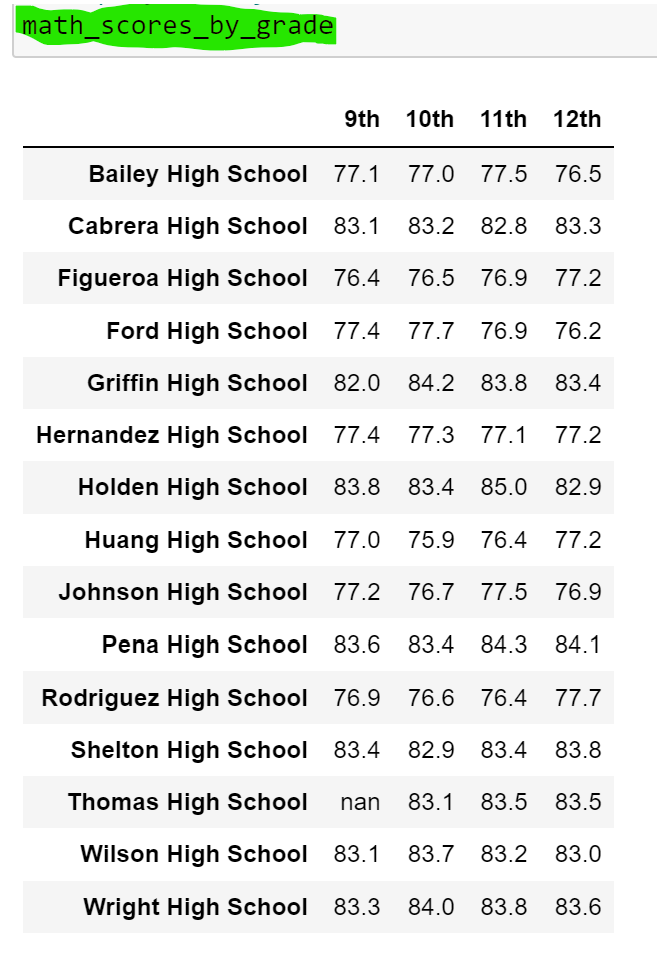 math_scores_by_grade
9th 10th 11th 12th
Bailey High School 77.1 77.0 77.5 76.5
Cabrera High School 83.1 83.2 82.8 83.3
Figueroa High School 76.4 76.5 76.9 77.2
Ford High School 77.4 77.7 76.9 76.2
Griffin High School 82.0 84.2 83.8 83.4
Hernandez High School 77.4 77.3 77.1 77.2
Holden High School 83.8 83.4 85.0 82.9
Huang High School 77.0 75.9 76.4 77.2
Johnson High School 77.2 76.7 77.5 76.9
Pena High School 83.6 83.4 84.3 84.1
Rodriguez High School 76.9 76.6 76.4 77.7
Shelton High School 83.4 82.9 83.4 83.8
Thomas High School nan 83.1 83.5 83.5
Wilson High School 83.1 83.7 83.2 83.0
Wright High School 83.3 84.0 83.8 83.6